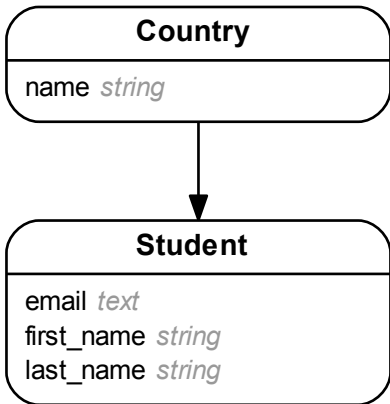 Country
name string
Student
email text
first_name string
last_name string